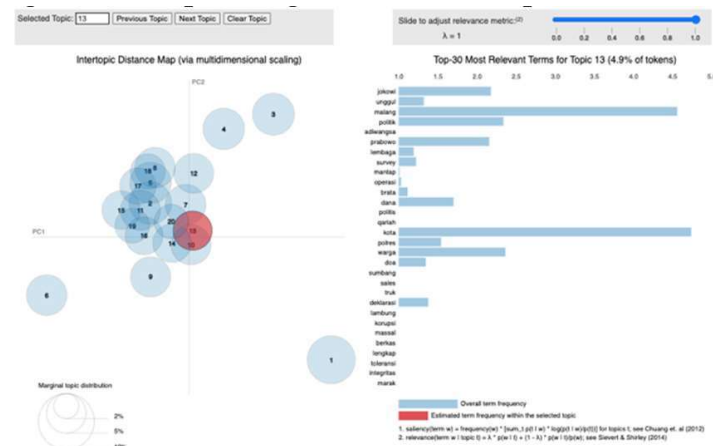 Selected Topic: 13 Previous Topic Next Topic Clear Topic
Slide to adjust relevance metric:(2)
λ = 1
0.0 0.2 0.4 0.6 0.8 1.0
Intertopic Distance Map (via multidimensional scaling)
PC2
PC1
3
4
12
17
2
7
15
11
20
14
9
6
1
Marginal topic distribution
2%
5%
Top-30 Most Relevant Terms for Topic 13 (4.9% of tokens)
1.0 1.5 2.0 2.5 3.0 3.5 4.0 4.5
jokowi
unggul
malang
politik
adiwangsa
prabowo
lembaga
survey
mantap
operasi
brata
dana
politis
qariah
kota
polres
warga
doa
sumbang
sales
truk
deklarasi
lambung
korupsi
massal
berkas
lengkap
toleransi
integritas
marak
Overall term frequency
Estimated term frequency within the selected topic
1. saliency(term w) = frequency(w) * [sum_t p(t | w) * log(p(t | w)/p(t))] for topics t; see Chuang et. al (2012)
2. relevance(term w | topic t) = λ * p(w | t) + (1 - λ) * p(w | t)/p(w); see Sievert & Shirley (2014)